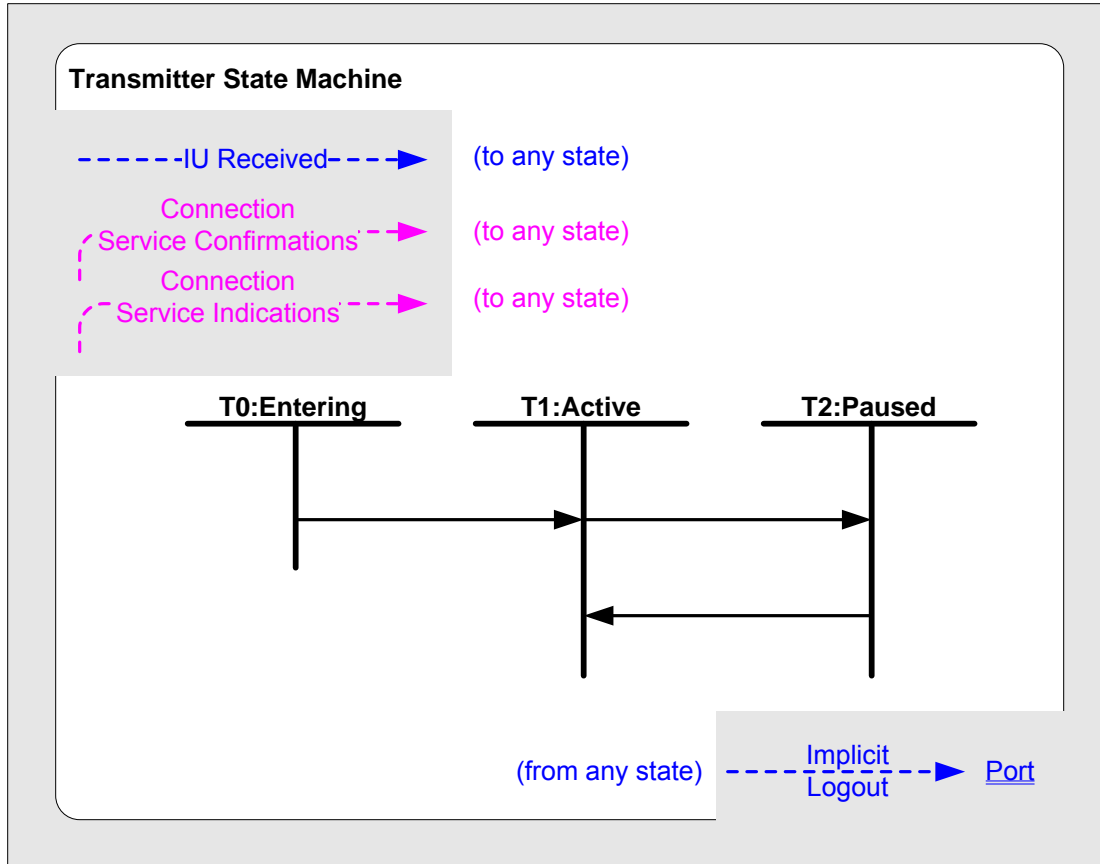 Transmitter State Machine
IU Received
(to any state)
Connection
Service Confirmations
(to any state)
Connection
Service Indications
(to any state)
T0:Entering
T1:Active
T2:Paused
(from any state)
Implicit
Logout
Port